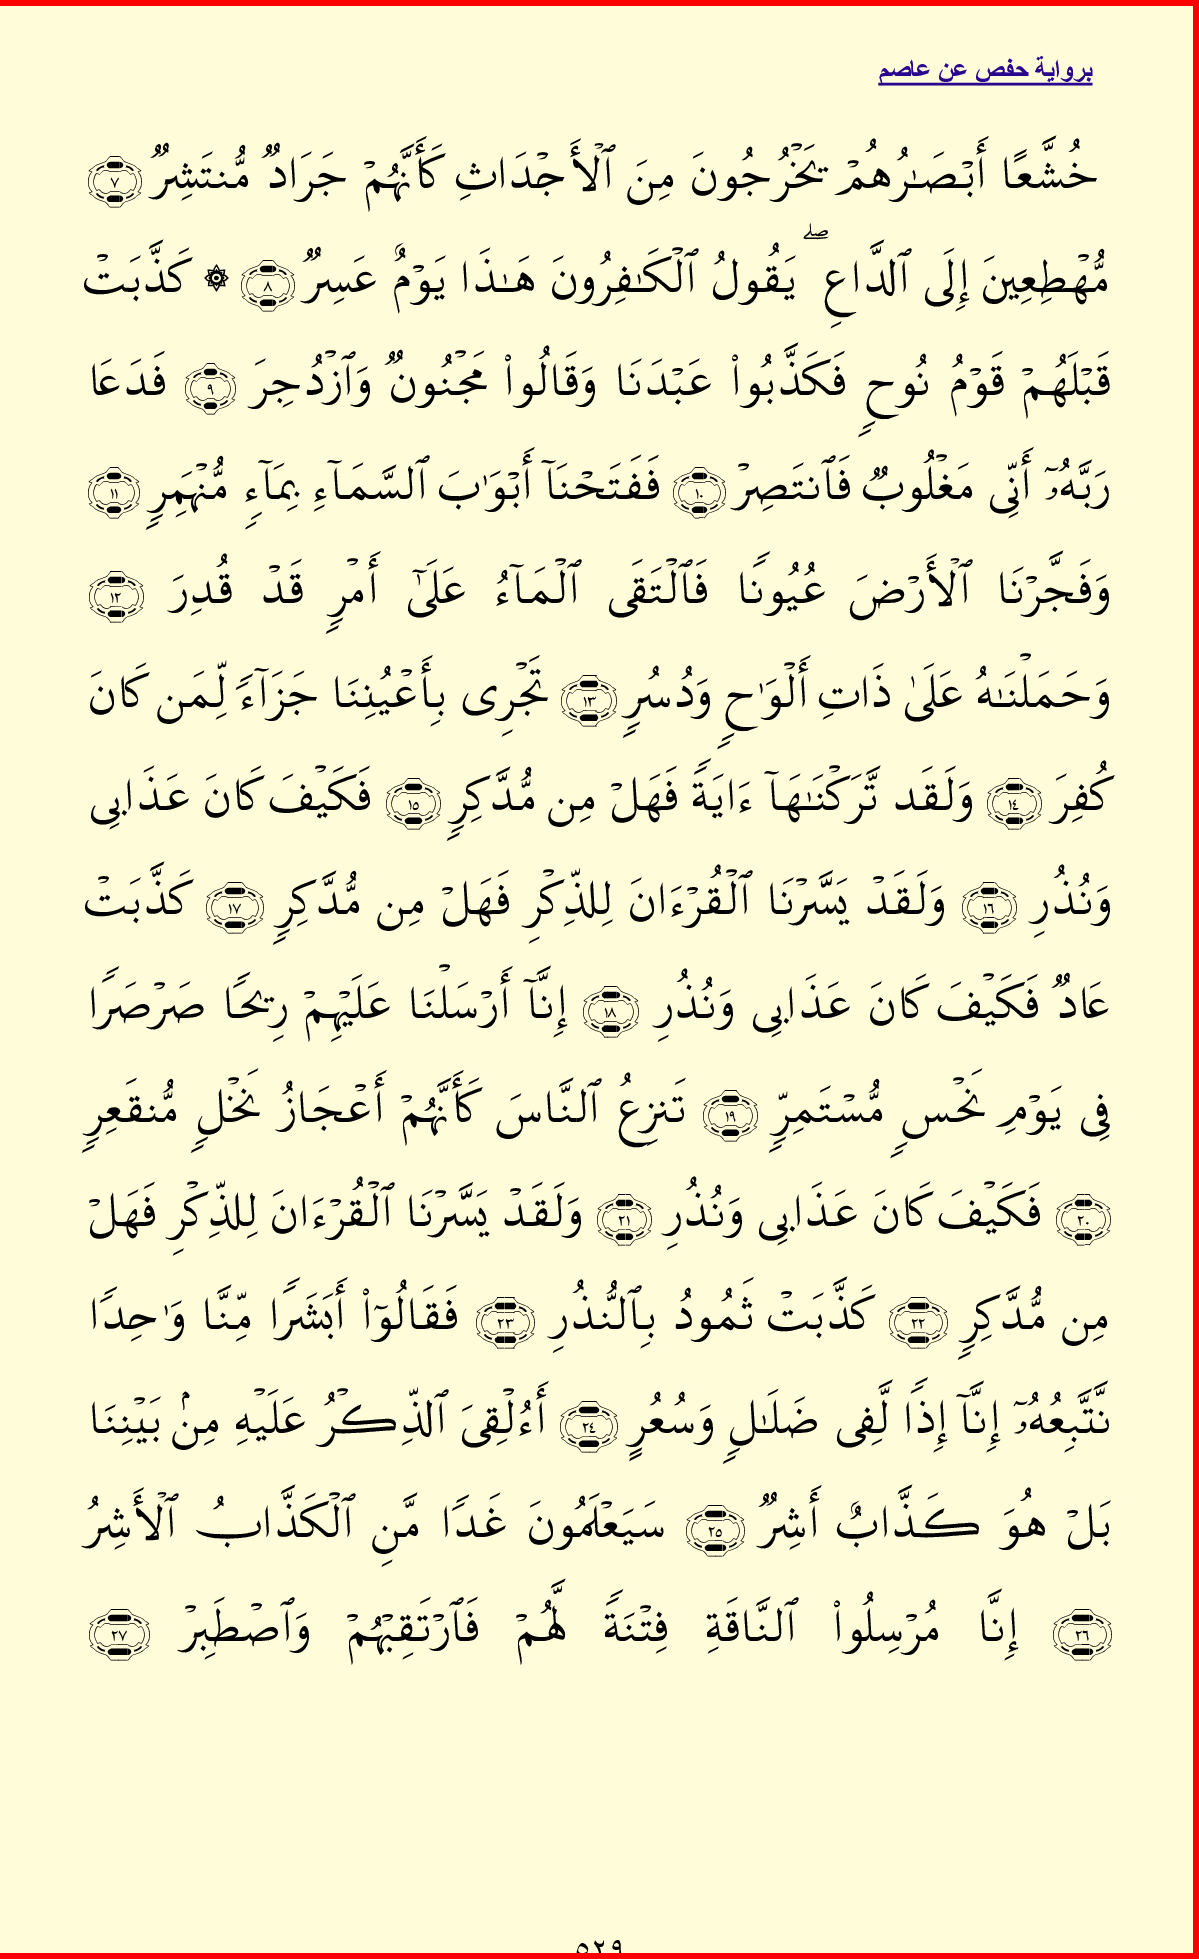 برواية حفص عن عاصم
خُشَّعًا أَبْصَـٰرُهُمْ يَخْرُجُونَ مِنَ ٱلْأَجْدَاثِ كَأَنَّهُمْ جَرَادٌ مُّنتَشِرٌ ٧
مُّهْطِعِينَ إِلَى ٱلدَّاعِ ۖ يَقُولُ ٱلْكَـٰفِرُونَ هَـٰذَا يَوْمٌ عَسِرٌ ٨ ۞ كَذَّبَتْ
قَبْلَهُمْ قَوْمُ نُوحٍ فَكَذَّبُوا۟ عَبْدَنَا وَقَالُوا۟ مَجْنُونٌ وَٱزْدُجِرَ ٩ فَدَعَا
رَبَّهُۥٓ أَنِّى مَغْلُوبٌ فَٱنتَصِرْ ١٠ فَفَتَحْنَآ أَبْوَٰبَ ٱلسَّمَآءِ بِمَآءٍ مُّنْهَمِرٍ ١١
وَفَجَّرْنَا ٱلْأَرْضَ عُيُونًا فَٱلْتَقَى ٱلْمَآءُ عَلَىٰٓ أَمْرٍ قَدْ قُدِرَ ١٢
وَحَمَلْنَـٰهُ عَلَىٰ ذَاتِ أَلْوَٰحٍ وَدُسُرٍ ١٣ تَجْرِى بِأَعْيُنِنَا جَزَآءً لِّمَن كَانَ
كُفِرَ ١٤ وَلَقَد تَّرَكْنَـٰهَآ ءَايَةً فَهَلْ مِن مُّدَّكِرٍ ١٥ فَكَيْفَ كَانَ عَذَابِى
وَنُذُرِ ١٦ وَلَقَدْ يَسَّرْنَا ٱلْقُرْءَانَ لِلذِّكْرِ فَهَلْ مِن مُّدَّكِرٍ ١٧ كَذَّبَتْ
عَادٌ فَكَيْفَ كَانَ عَذَابِى وَنُذُرِ ١٨ إِنَّآ أَرْسَلْنَا عَلَيْهِمْ رِيحًا صَرْصَرًا
فِى يَوْمِ نَحْسٍ مُّسْتَمِرٍّ ١٩ تَنزِعُ ٱلنَّاسَ كَأَنَّهُمْ أَعْجَازُ نَخْلٍ مُّنقَعِرٍ
٢٠ فَكَيْفَ كَانَ عَذَابِى وَنُذُرِ ٢١ وَلَقَدْ يَسَّرْنَا ٱلْقُرْءَانَ لِلذِّكْرِ فَهَلْ
مِن مُّدَّكِرٍ ٢٢ كَذَّبَتْ ثَمُودُ بِٱلنُّذُرِ ٢٣ فَقَالُوٓا۟ أَبَشَرًا مِّنَّا وَٰحِدًا
نَّتَّبِعُهُۥٓ إِنَّآ إِذًا لَّفِى ضَلَـٰلٍ وَسُعُرٍ ٢٤ أَءُلْقِىَ ٱلذِّكْرُ عَلَيْهِ مِنۢ بَيْنِنَا
بَلْ هُوَ كَذَّابٌ أَشِرٌ ٢٥ سَيَعْلَمُونَ غَدًا مَّنِ ٱلْكَذَّابُ ٱلْأَشِرُ
٢٦ إِنَّا مُرْسِلُوا۟ ٱلنَّاقَةِ فِتْنَةً لَّهُمْ فَٱرْتَقِبْهُمْ وَٱصْطَبِرْ ٢٧
٥٢٩